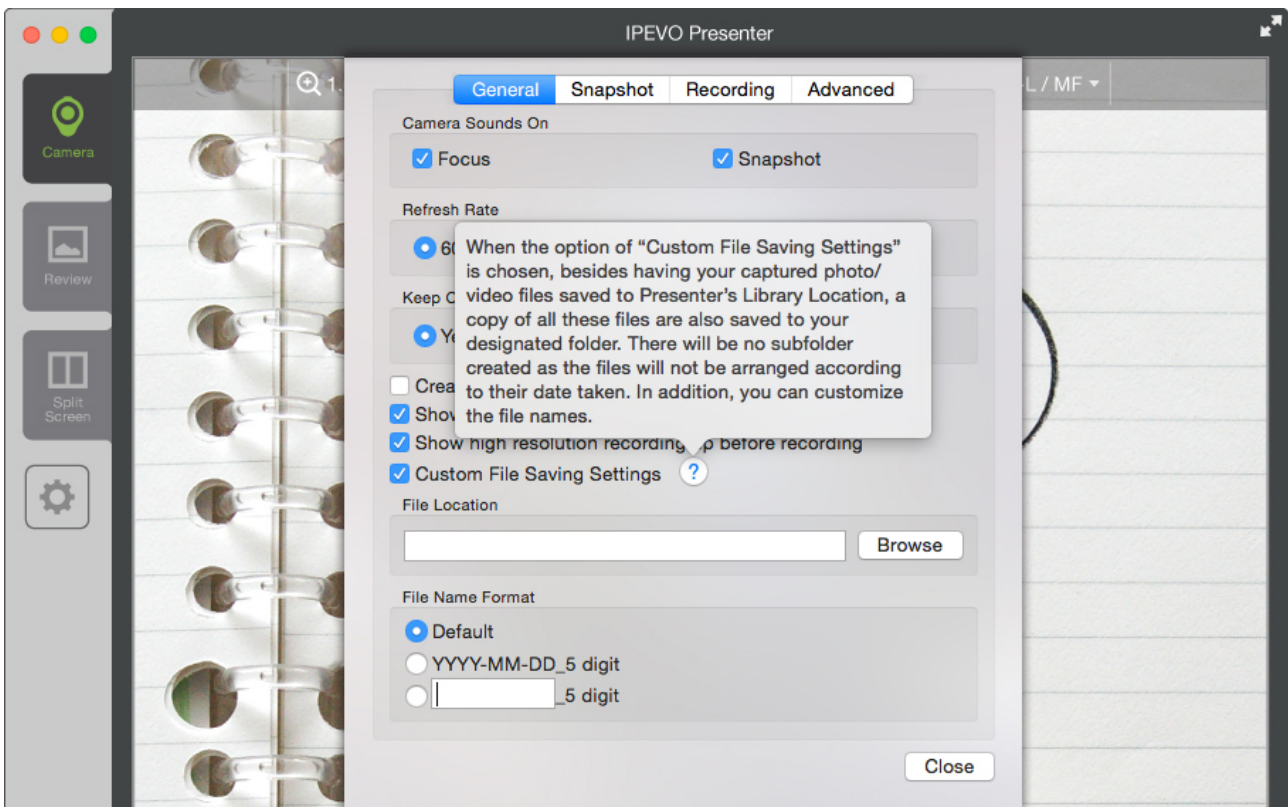 IPEVO Presenter
Camera
Review
Split
Screen
1.
L / MF
General Snapshot Recording Advanced
Camera Sounds On
Focus Snapshot
Refresh Rate
When the option of “Custom File Saving Settings”
is chosen, besides having your captured photo/
video files saved to Presenter’s Library Location, a
copy of all these files are also saved to your
designated folder. There will be no subfolder
created as the files will not be arranged according
to their date taken. In addition, you can customize
the file names.
Show high resolution recording before recording
Custom File Saving Settings ?
File Location
Browse
File Name Format
Default
YYYY-MM-DD_5 digit
_5 digit
Close